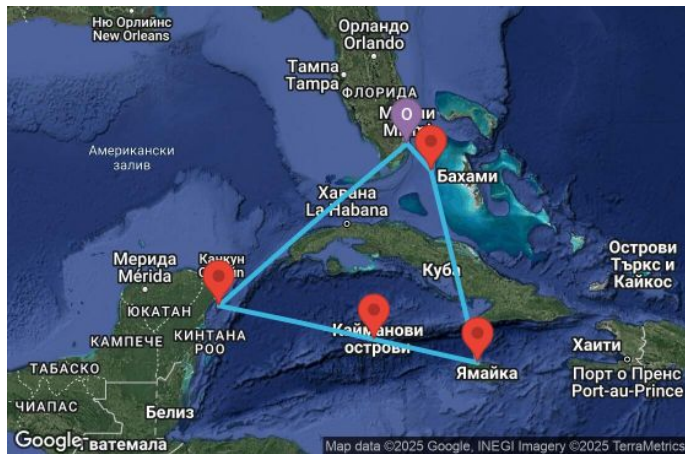 Ню Орлийнс
New Orleans
Орландо
Orlando
Тампа
Tampa
ФЛОРИДА
O
Бахами
Американски
залив
Хавана
La Habana
Мерида
Mérida
Канкун
ЮКАТАН
КАМПЕЧЕ
КИНТАНА
РОО
Куба
Кайманови
острови
Ямайка
Острови
Търкс и
Кайкос
Хаити
Порт о Пренс
Port-au-Prince
ТАБАСКО
ЧИАПАС
Белиз
Гватемала
Google
Map data ©2025 Google, INEGI Imagery ©2025 TerraMetrics